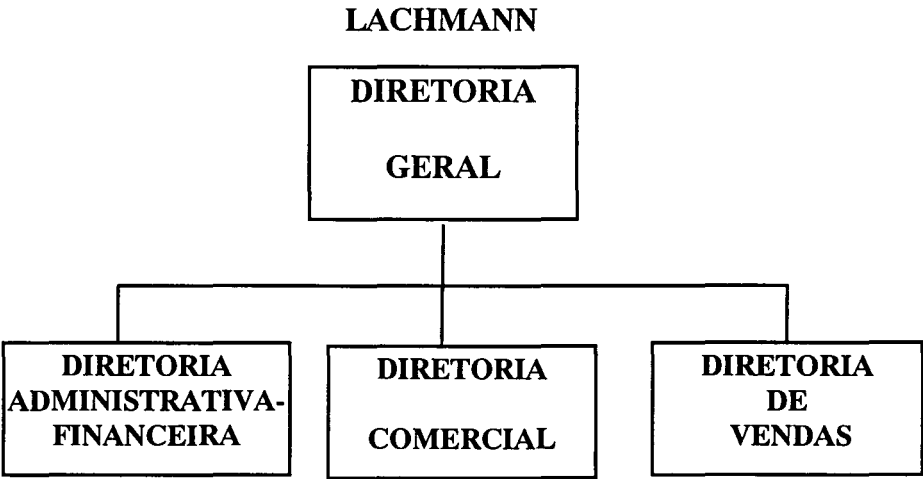 LACHMANN
DIRETORIA
GERAL
DIRETORIA
ADMINISTRATIVA-
FINANCEIRA
DIRETORIA
COMERCIAL
DIRETORIA
DE
VENDAS